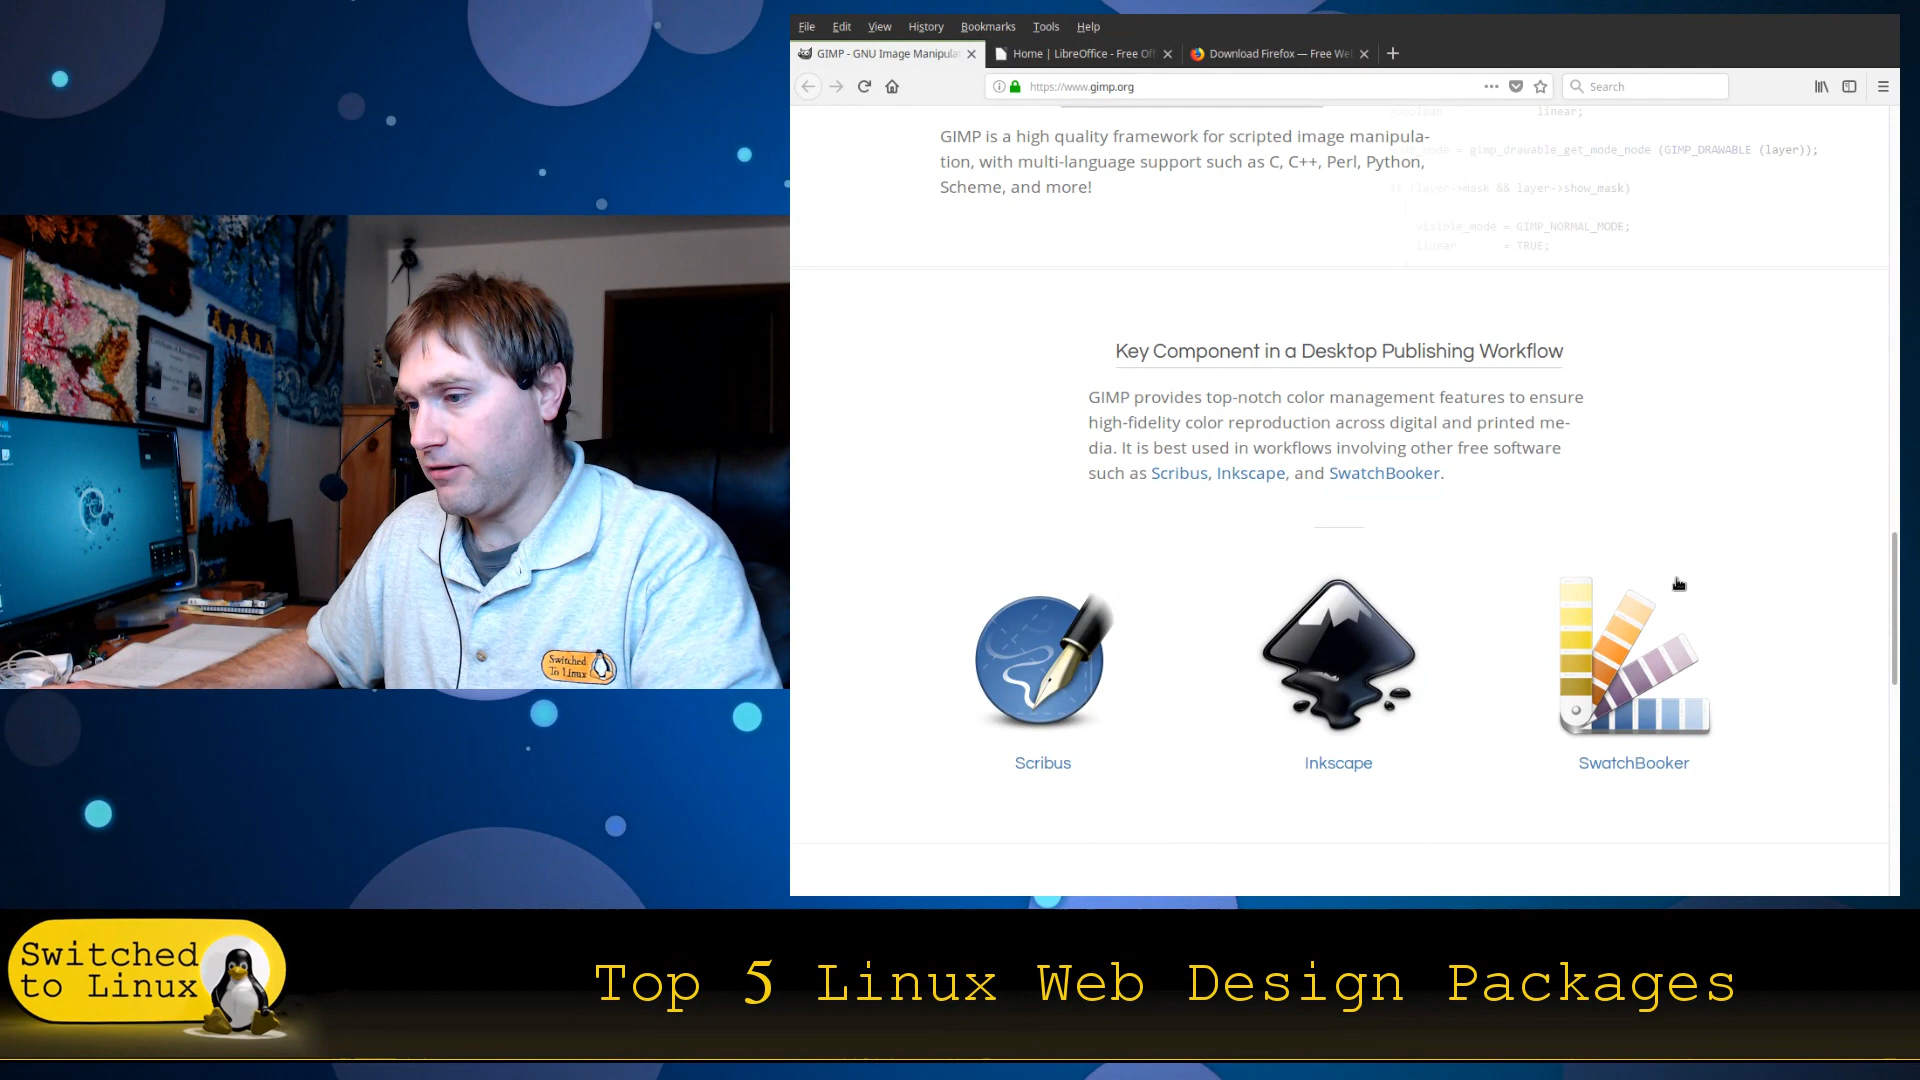 File Edit View History Bookmarks Tools Help
GIMP - GNU Image Manipula
Home | LibreOffice - Free Off
Download Firefox — Free We
https://www.gimp.org
Search
linear;
GIMP is a high quality framework for scripted image manipula-
tion, with multi-language support such as C, C++, Perl, Python,
Scheme, and more!
= gimp_drawable_get_mode_node (GIMP_DRAWABLE (layer));
if (layer->mask && layer->show_mask)
visible_mode = GIMP_NORMAL_MODE;
linear = TRUE;
Key Component in a Desktop Publishing Workflow
GIMP provides top-notch color management features to ensure
high-fidelity color reproduction across digital and printed me-
dia. It is best used in workflows involving other free software
such as Scribus, Inkscape, and SwatchBooker.
Scribus
Inkscape
SwatchBooker
Switched
To Linux
Switched
to Linux
Top 5 Linux Web Design Packages